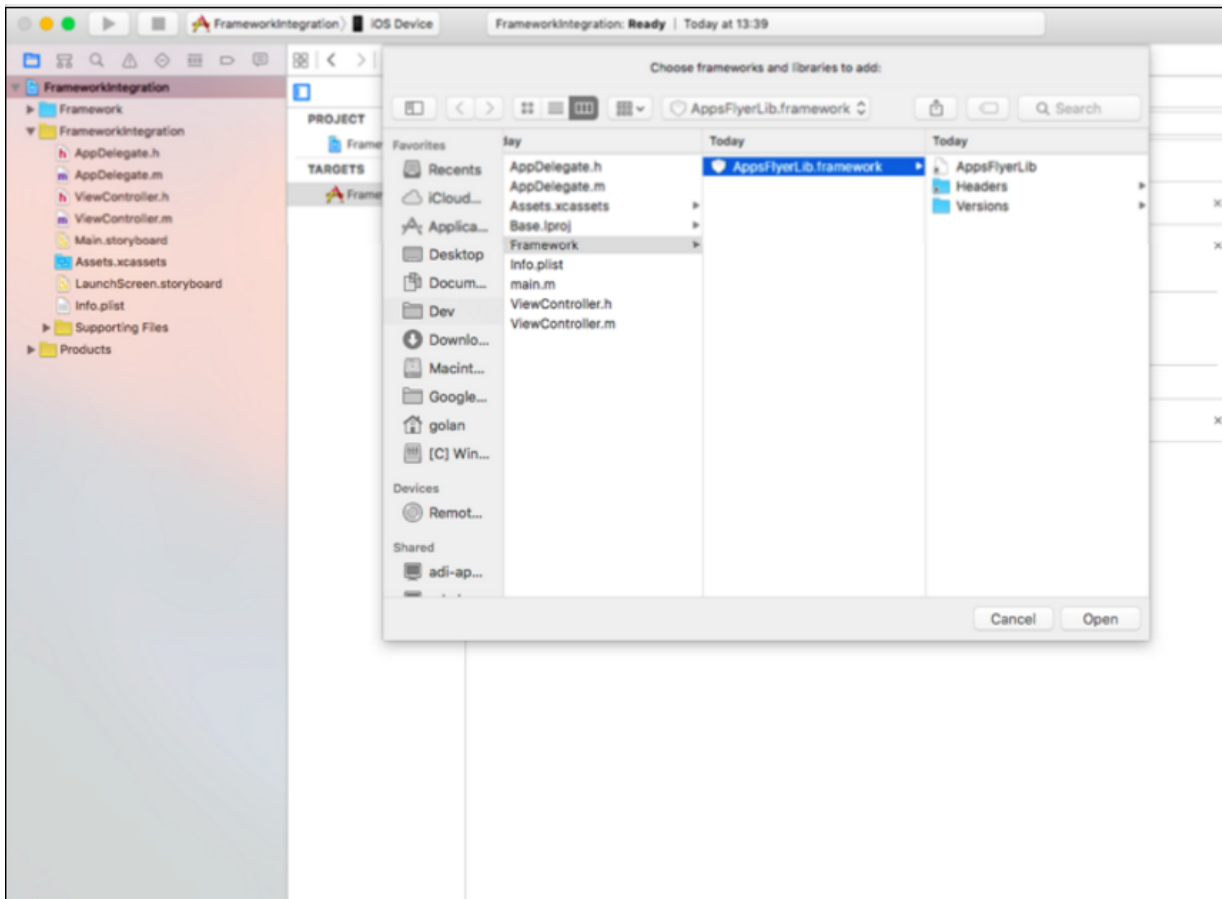 FrameworkIntegration
iOS Device
FrameworkIntegration: Ready | Today at 13:39
FrameworkIntegration
Framework
FrameworkIntegration
AppDelegate.h
AppDelegate.m
ViewController.h
ViewController.m
Main.storyboard
Assets.xcassets
LaunchScreen.storyboard
Info.plist
Supporting Files
Products
PROJECT
Frame
TARGETS
Frame
Choose frameworks and libraries to add:
AppsFlyerLib.framework
Search
Favorites
Recents
iCloud...
Applica...
Desktop
Docum...
Dev
Downlo...
Macint...
Google...
golan
[C] Win...
Devices
Remot...
Shared
adi-ap...
day
AppDelegate.h
AppDelegate.m
Assets.xcassets
Base.lproj
Framework
Info.plist
main.m
ViewController.h
ViewController.m
Today
AppsFlyerLib.framework
Today
AppsFlyerLib
Headers
Versions
Cancel
Open